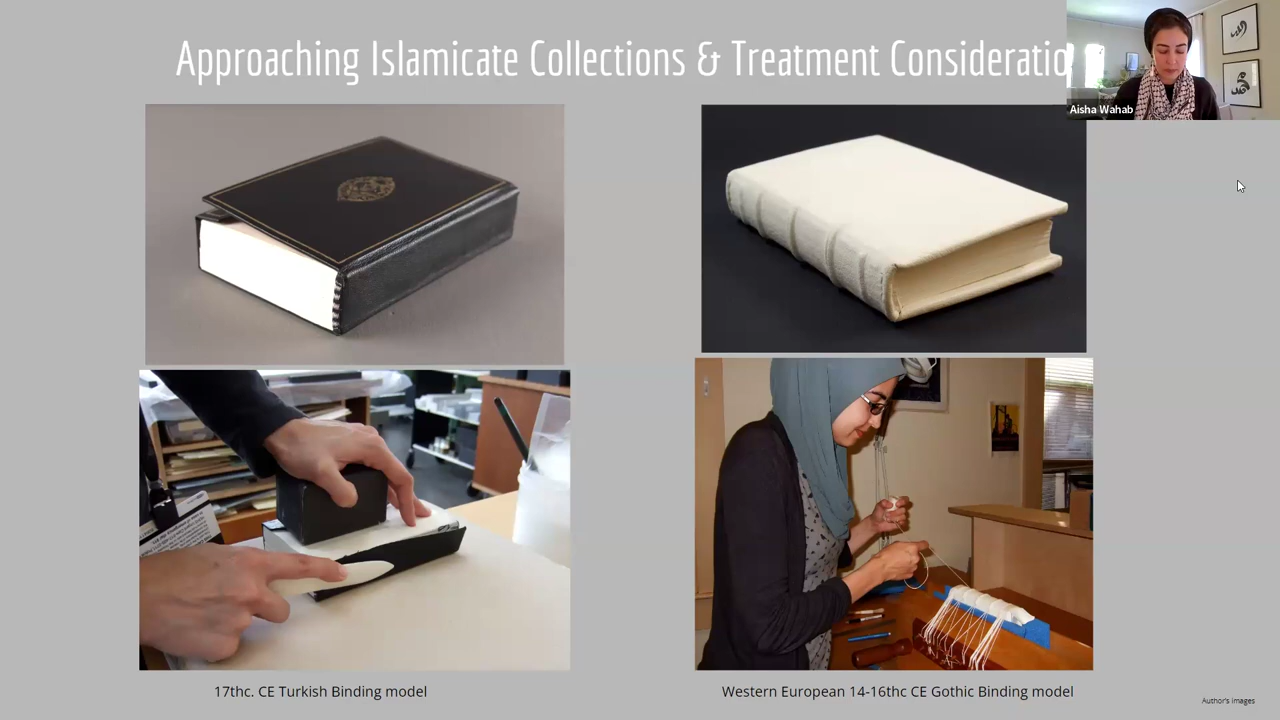 Approaching Islamicate Collections & Treatment Consideratio
Aisha Wahab
17thc. CE Turkish Binding model
Western European 14-16thc CE Gothic Binding model
Author's images